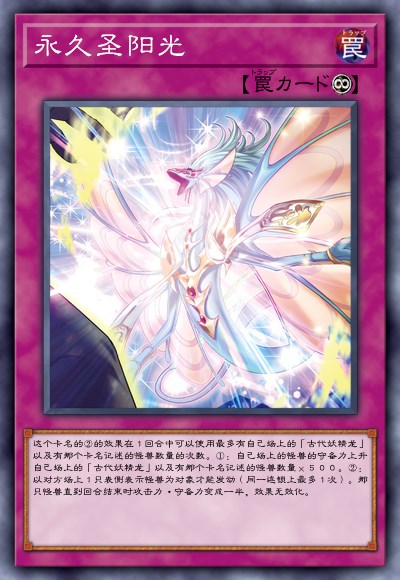 永久圣阳光
トラップ
罠
トラップ
【罠カード】
这个卡名的②的效果在1回合中可以使用最多有自己场上的「古代妖精龙」
以及有那个卡名记述的怪兽数量的次数。①：自己场上的怪兽的守备力上升
自己场上的「古代妖精龙」以及有那个卡名记述的怪兽数量×500。②：
以对方场上1只表侧表示怪兽为对象才能发动（同一连锁上最多1次）。那
只怪兽直到回合结束时攻击力·守备力变成一半，效果无效化。